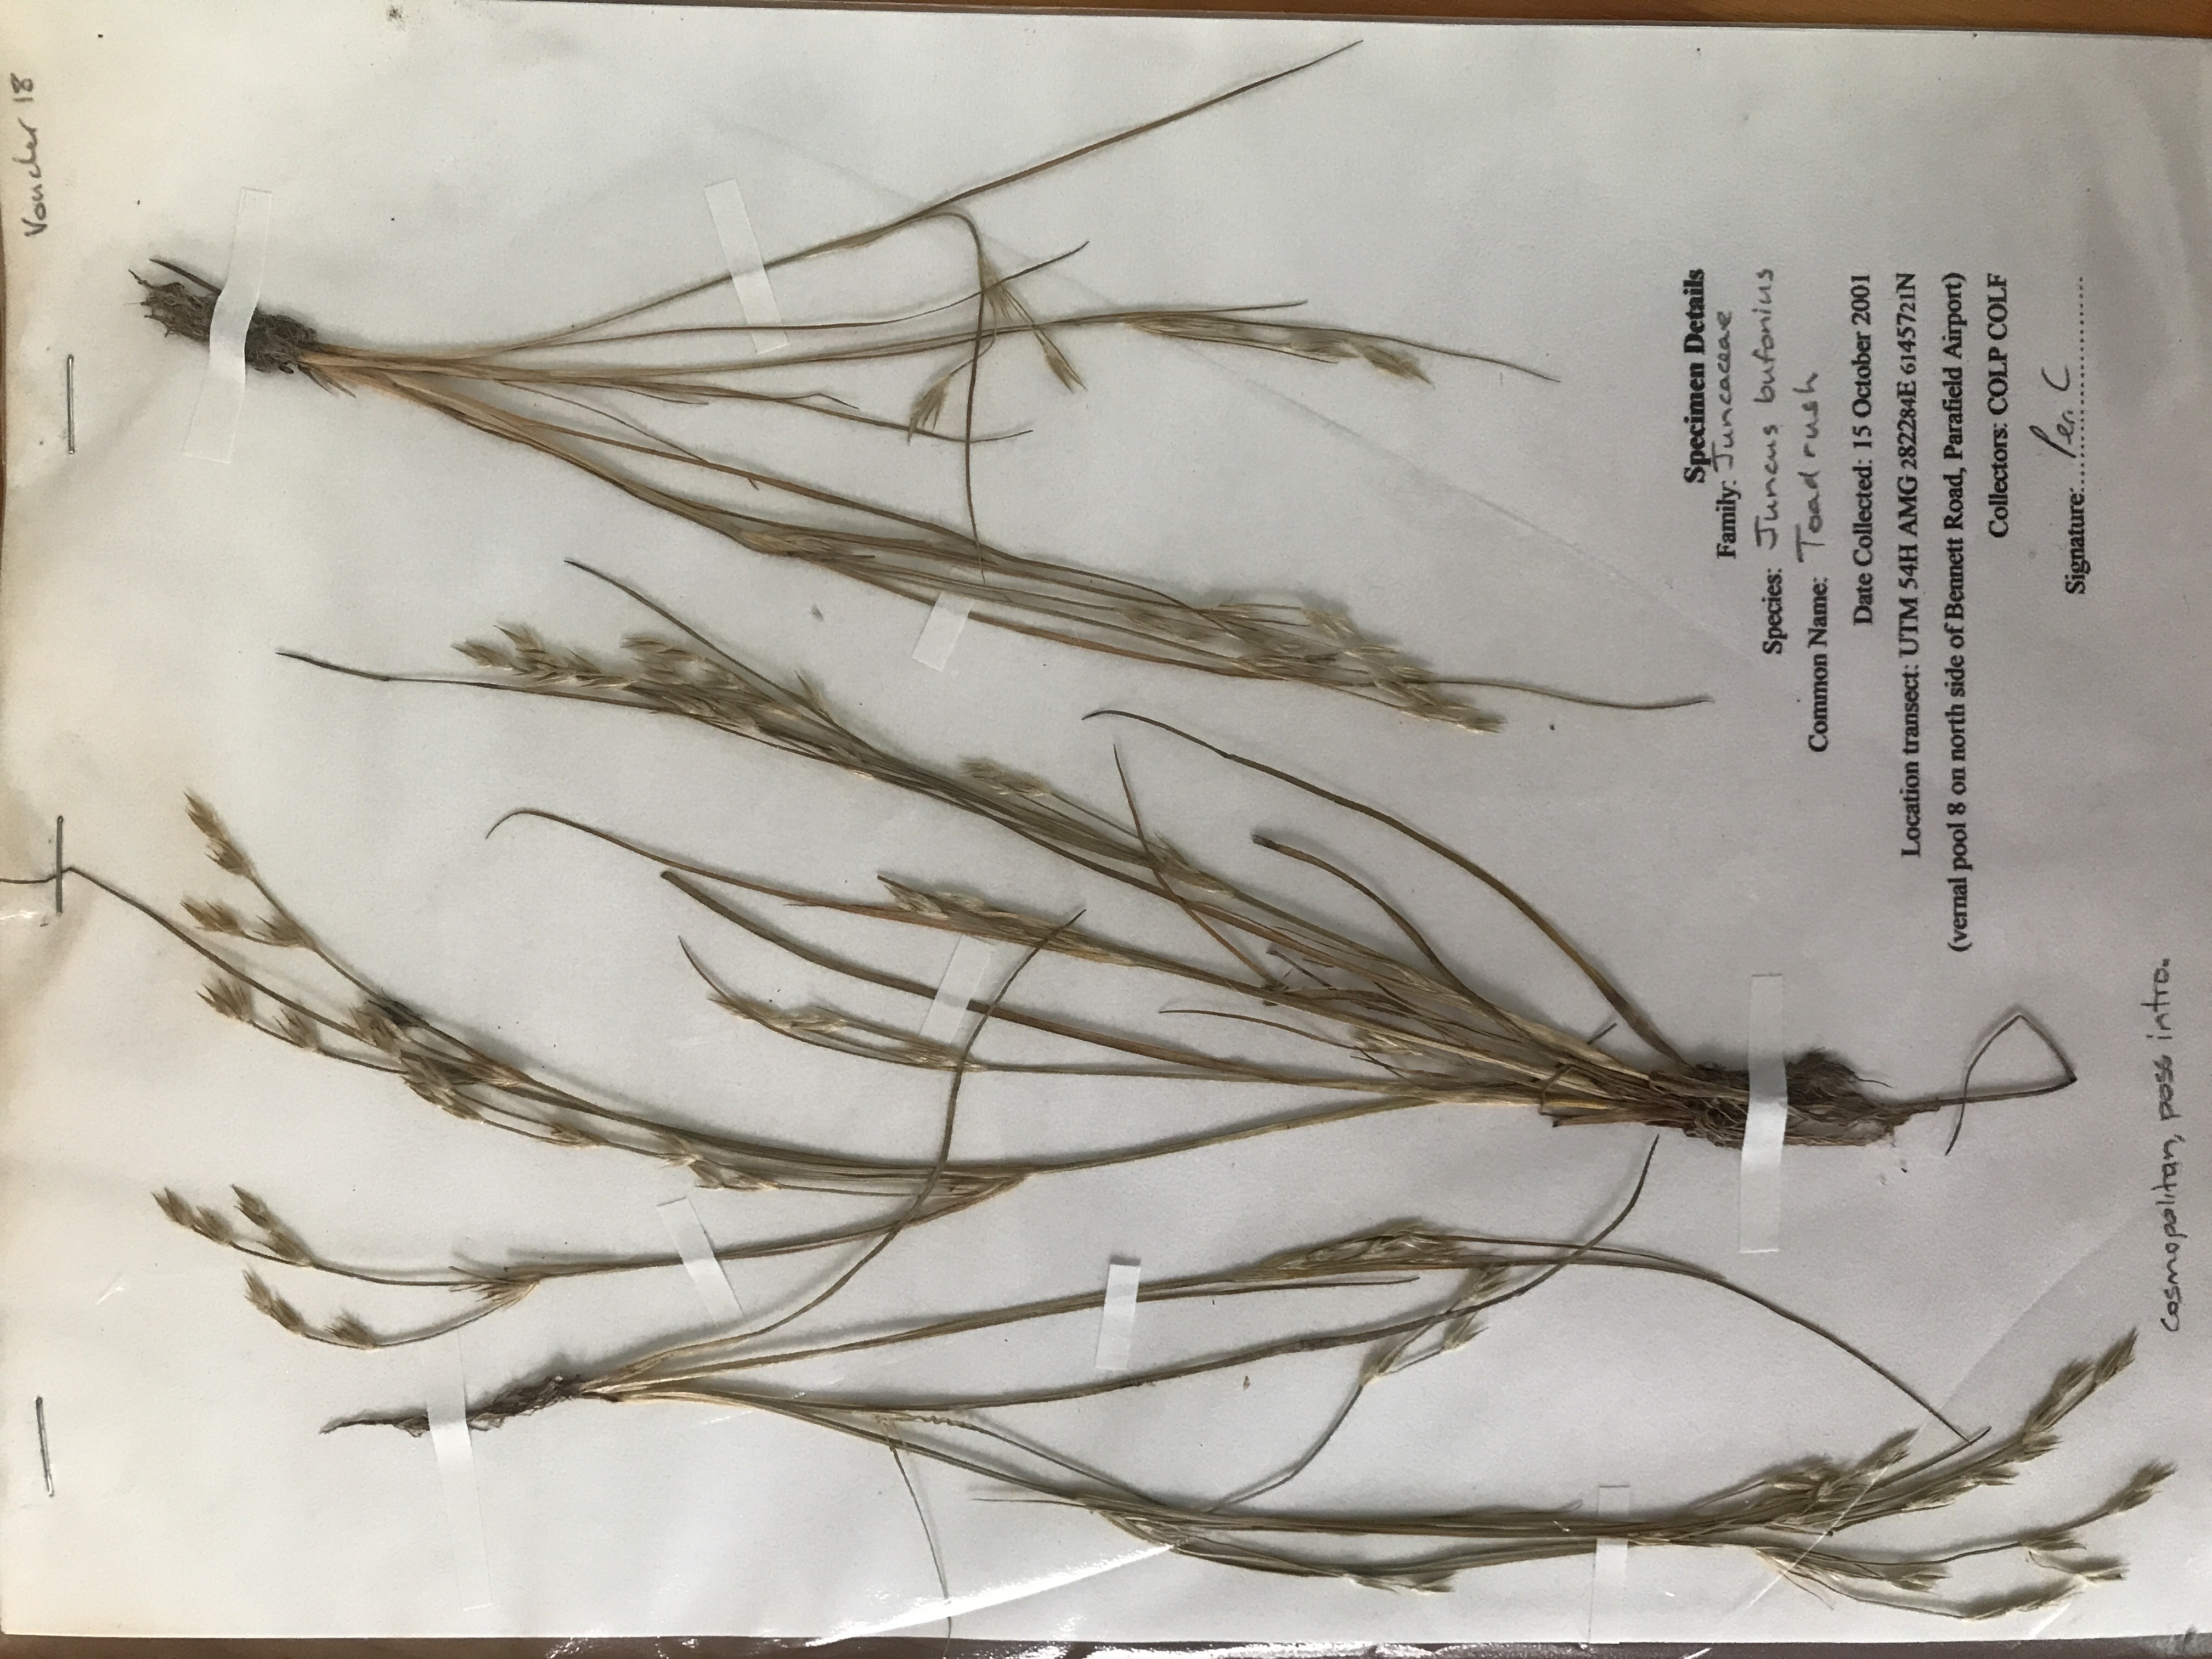 Voucher 18
Specimen Details
Family: Juncaceae
Species: Juncus bufonius
Common Name: Toad rush
Date Collected: 15 October 2001
Location transect: UTM 54H AMG 282284E 6145721N
(vernal pool 8 on north side of Bennett Road, Parafield Airport)
Collectors: COLP COLF
Signature: Pen C
cosmopolitan, poss intro.